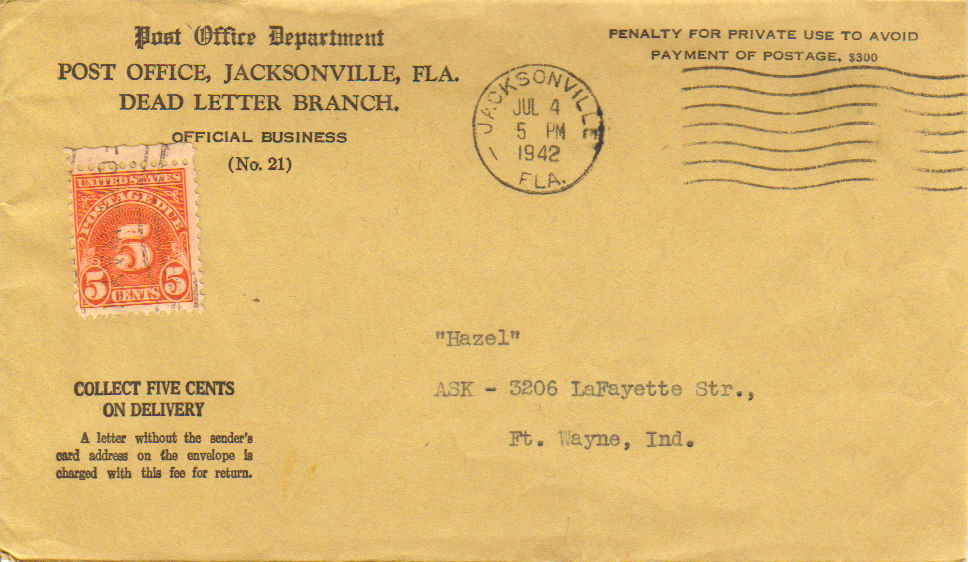 Post Office Department
POST OFFICE, JACKSONVILLE, FLA.
DEAD LETTER BRANCH.
OFFICIAL BUSINESS
(No. 21)
PENALTY FOR PRIVATE USE TO AVOID
PAYMENT OF POSTAGE, $300
JACKSONVILLE
JUL 4
5 PM
1942
FLA.
UNITED STATES
POSTAGE DUE
5
5 CENTS 5
"Hazel"
ASK - 3206 LaFayette Str.,
Ft. Wayne, Ind.
COLLECT FIVE CENTS
ON DELIVERY
A letter without the sender's
card address on the envelope is
charged with this fee for return.